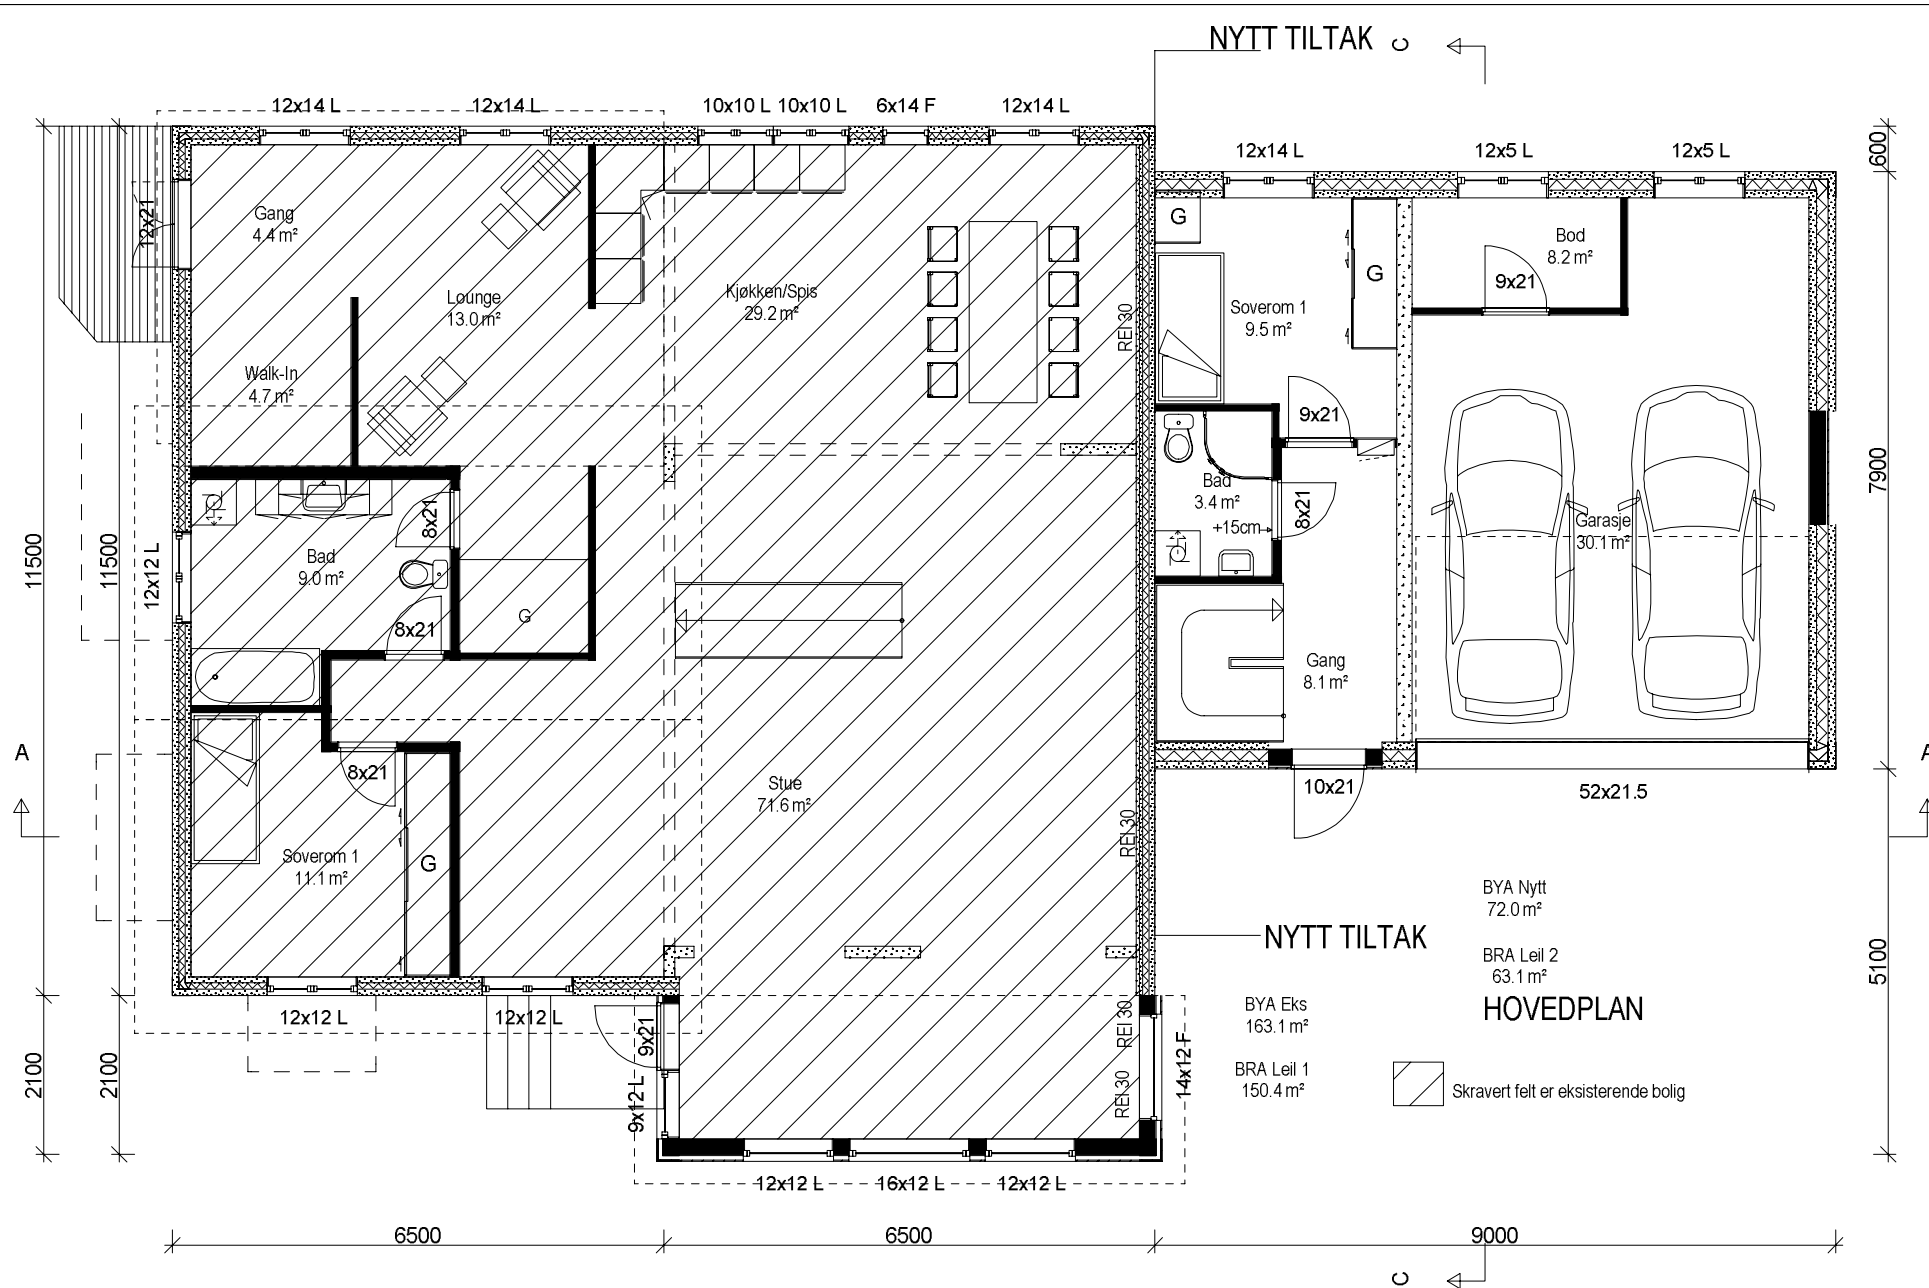 NYTT TILTAK
C
12x14 L
12x14 L
10x10 L
10x10 L
6x14 F
12x14 L
12x14 L
12x5 L
12x5 L
600
12x21
Gang
4.4 m²
G
Bod
8.2 m²
9x21
G
Lounge
13.0 m²
Kjøkken/Spis
29.2 m²
REI 30
Soverom 1
9.5 m²
Walk-In
4.7 m²
9x21
7900
11500
11500
12x12 L
8x21
Bad
9.0 m²
Bad
3.4 m²
+15cm
8x21
Garasje
30.1 m²
G
8x21
Gang
8.1 m²
A
8x21
Stue
71.6 m²
10x21
52x21.5
A
REI 30
Soverom 1
11.1 m²
G
BYA Nytt
72.0 m²
NYTT TILTAK
BRA Leil 2
63.1 m²
5100
BYA Eks
163.1 m²
HOVEDPLAN
12x12 L
12x12 L
9x21
REI 30
2100
2100
9x12 L
REI 30
14x12 F
BRA Leil 1
150.4 m²
Skravert felt er eksisterende bolig
12x12 L
16x12 L
12x12 L
6500
6500
9000
C